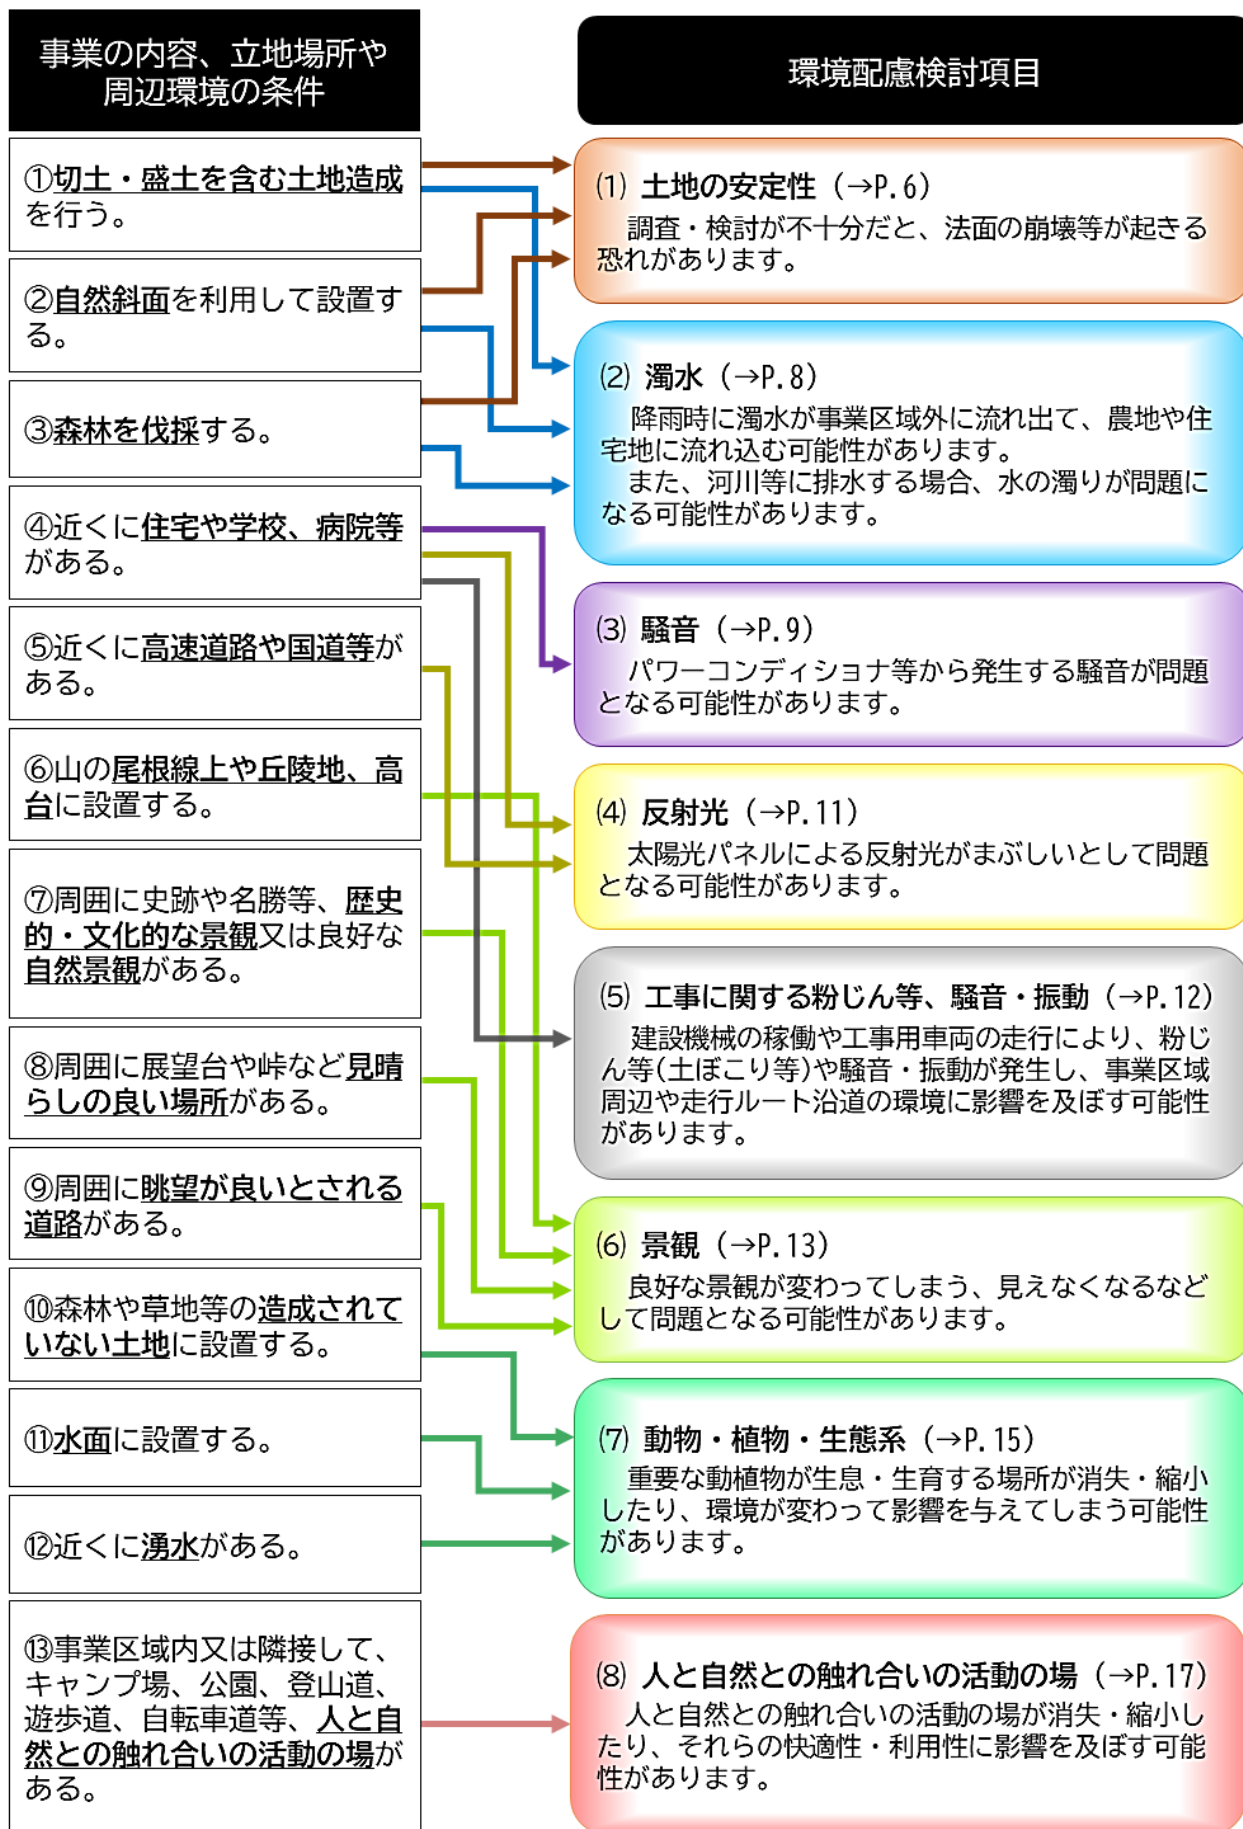 事業の内容、立地場所や
周辺環境の条件
①切土・盛土を含む土地造成
を行う。
②自然斜面を利用して設置す
る。
③森林を伐採する。
④近くに住宅や学校、病院等
がある。
⑤近くに高速道路や国道等が
ある。
⑥山の尾根線上や丘陵地、高
台に設置する。
⑦周囲に史跡や名勝等、歴史
的・文化的な景観又は良好な
自然景観がある。
⑧周囲に展望台や峠など見晴
らしの良い場所がある。
⑨周囲に眺望が良いとされる
道路がある。
⑩森林や草地等の造成されて
いない土地に設置する。
⑪水面に設置する。
⑫近くに湧水がある。
⑬事業区域内又は隣接して、
キャンプ場、公園、登山道、
遊歩道、自転車道等、人と自
然との触れ合いの活動の場が
ある。
環境配慮検討項目
⑴ 土地の安定性（→P.6）
調査・検討が不十分だと、法面の崩壊等が起きる
恐れがあります。
⑵ 濁水（→P.8）
降雨時に濁水が事業区域外に流れ出て、農地や住
宅地に流れ込む可能性があります。
また、河川等に排水する場合、水の濁りが問題に
なる可能性があります。
⑶ 騒音（→P.9）
パワーコンディショナ等から発生する騒音が問題
となる可能性があります。
⑷ 反射光（→P.11）
太陽光パネルによる反射光がまぶしいとして問題
となる可能性があります。
⑸ 工事に関する粉じん等、騒音・振動（→P.12）
建設機械の稼働や工事用車両の走行により、粉じ
ん等(土ぼこり等)や騒音・振動が発生し、事業区域
周辺や走行ルート沿道の環境に影響を及ぼす可能性
があります。
⑹ 景観（→P.13）
良好な景観が変わってしまう、見えなくなるなど
して問題となる可能性があります。
⑺ 動物・植物・生態系（→P.15）
重要な動植物が生息・生育する場所が消失・縮小
したり、環境が変わって影響を与えてしまう可能性
があります。
⑻ 人と自然との触れ合いの活動の場（→P.17）
人と自然との触れ合いの活動の場が消失・縮小し
たり、それらの快適性・利用性に影響を及ぼす可能
性があります。